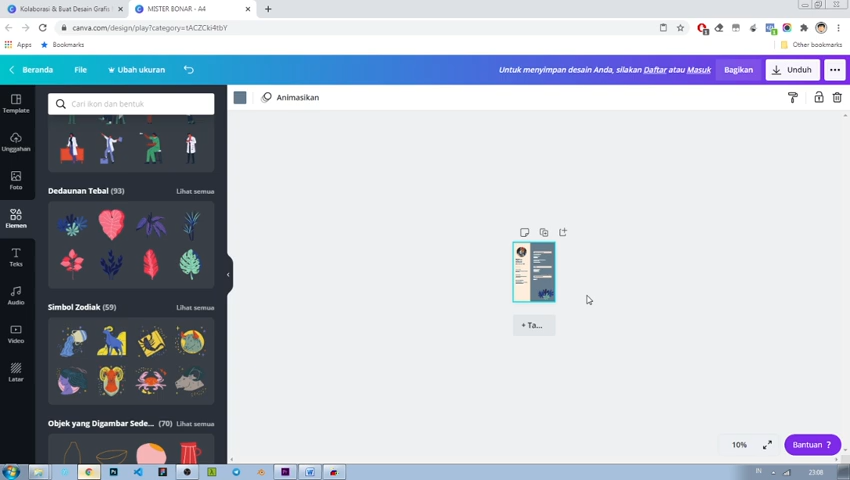 Kolaborasi & Buat Desain Grafis
MISTER BONAR - A4
canva.com/design/play?category=tACZCki4tbY
Apps
Bookmarks
Other bookmarks
Beranda
File
Ubah ukuran
Untuk menyimpan desain Anda, silakan Daftar atau Masuk
Bagikan
Unduh
Template
Cari ikon dan bentuk
Animasikan
Unggahan
Foto
Dedaunan Tebal (93)
Lihat semua
Elemen
Teks
Audio
Simbol Zodiak (59)
Lihat semua
+ Ta...
Video
Latar
Objek yang Digambar Sede... (70)
Lihat semua
10%
Bantuan ?
IN
23:08